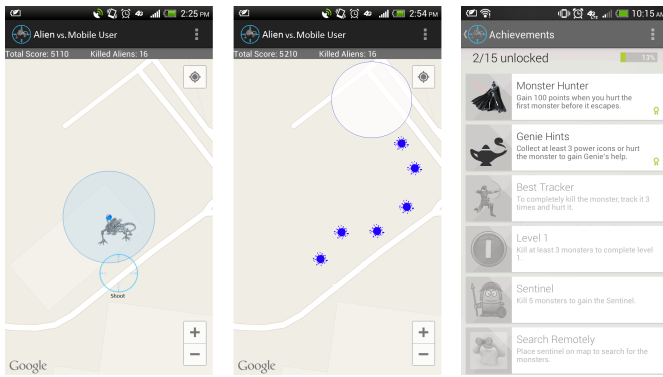 2:25 PM
Alien vs. Mobile User
Total Score: 5110 Killed Aliens: 16
Shoot
+
−
Google
2:54 PM
Alien vs. Mobile User
Total Score: 5210 Killed Aliens: 16
+
−
Google
10:15 AM
Achievements
2/15 unlocked 13%
Monster Hunter
Gain 100 points when you hurt the
first monster before it escapes.
Genie Hints
Collect at least 3 power icons or hurt
the monster to gain Genie's help.
Best Tracker
To completely kill the monster, track it 3
times and hurt it.
Level 1
Kill at least 3 monsters to complete level
1.
Sentinel
Kill 5 monsters to gain the Sentinel.
Search Remotely
Place sentinel on map to search for the
monsters.